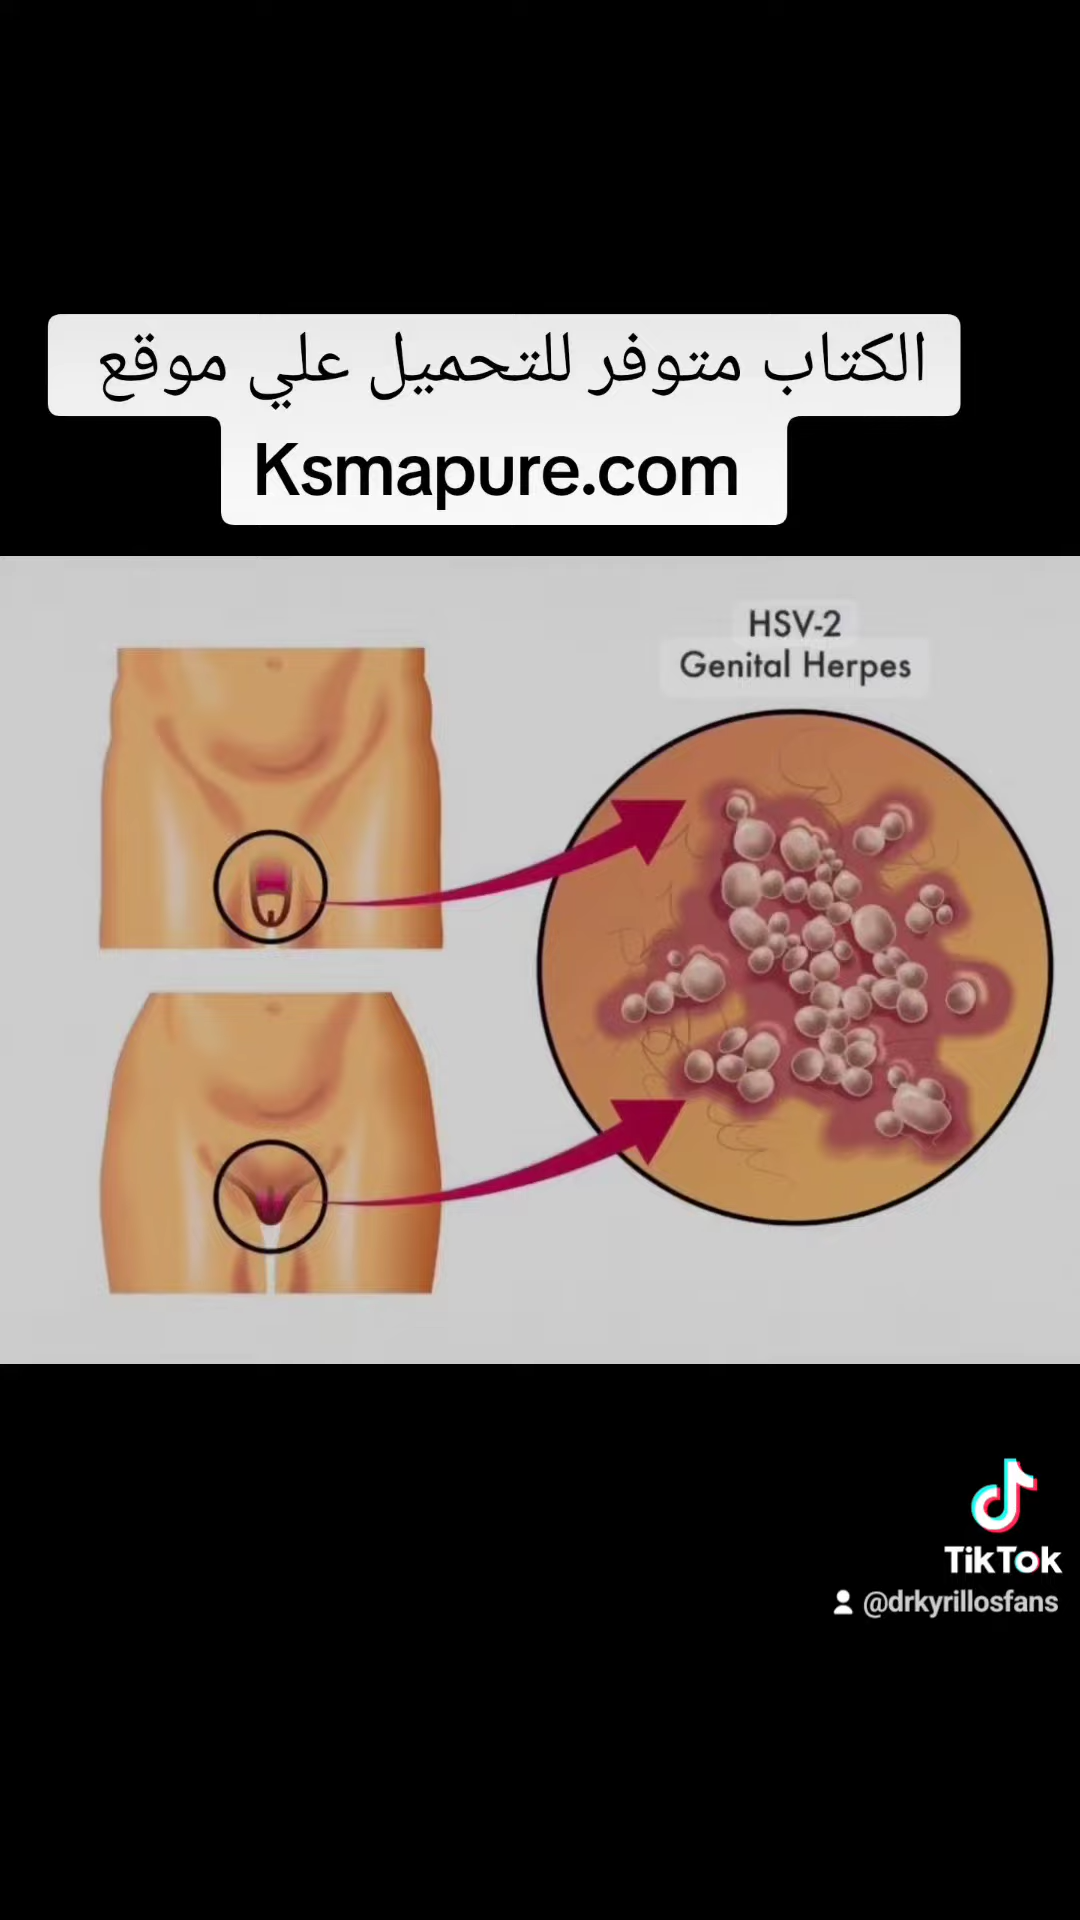 الكتاب متوفر للتحميل علي موقع
Ksmapure.com
HSV-2
Genital Herpes
TikTok
@drkyrillosfans